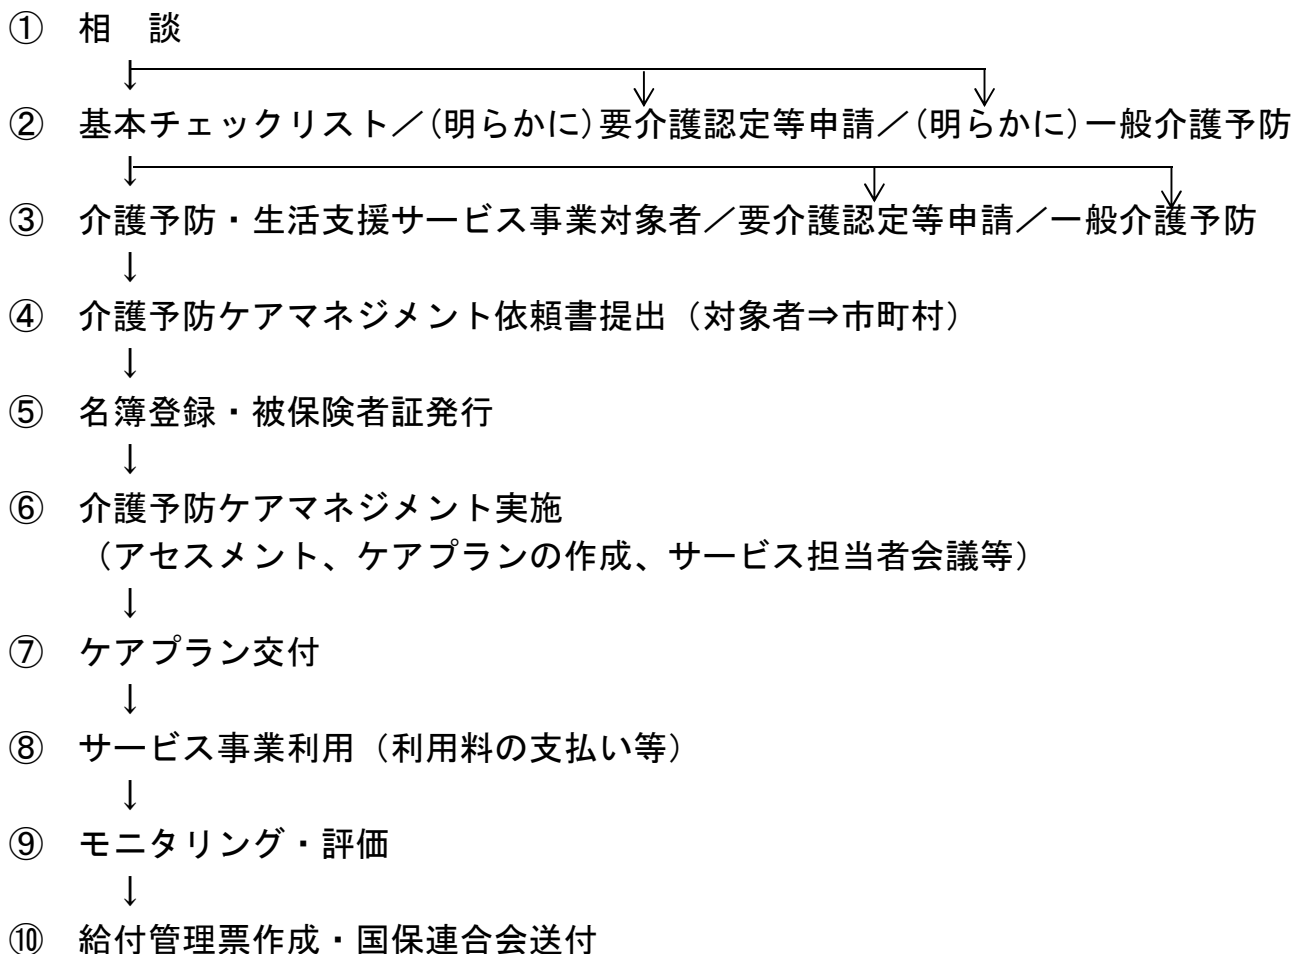 ① 相 談
↓
② 基本チェックリスト／(明らかに)要介護認定等申請／(明らかに)一般介護予防
↓
③ 介護予防・生活支援サービス事業対象者／要介護認定等申請／一般介護予防
↓
④ 介護予防ケアマネジメント依頼書提出（対象者⇒市町村）
↓
⑤ 名簿登録・被保険者証発行
↓
⑥ 介護予防ケアマネジメント実施
（アセスメント、ケアプランの作成、サービス担当者会議等）
↓
⑦ ケアプラン交付
↓
⑧ サービス事業利用（利用料の支払い等）
↓
⑨ モニタリング・評価
↓
⑩ 給付管理票作成・国保連合会送付